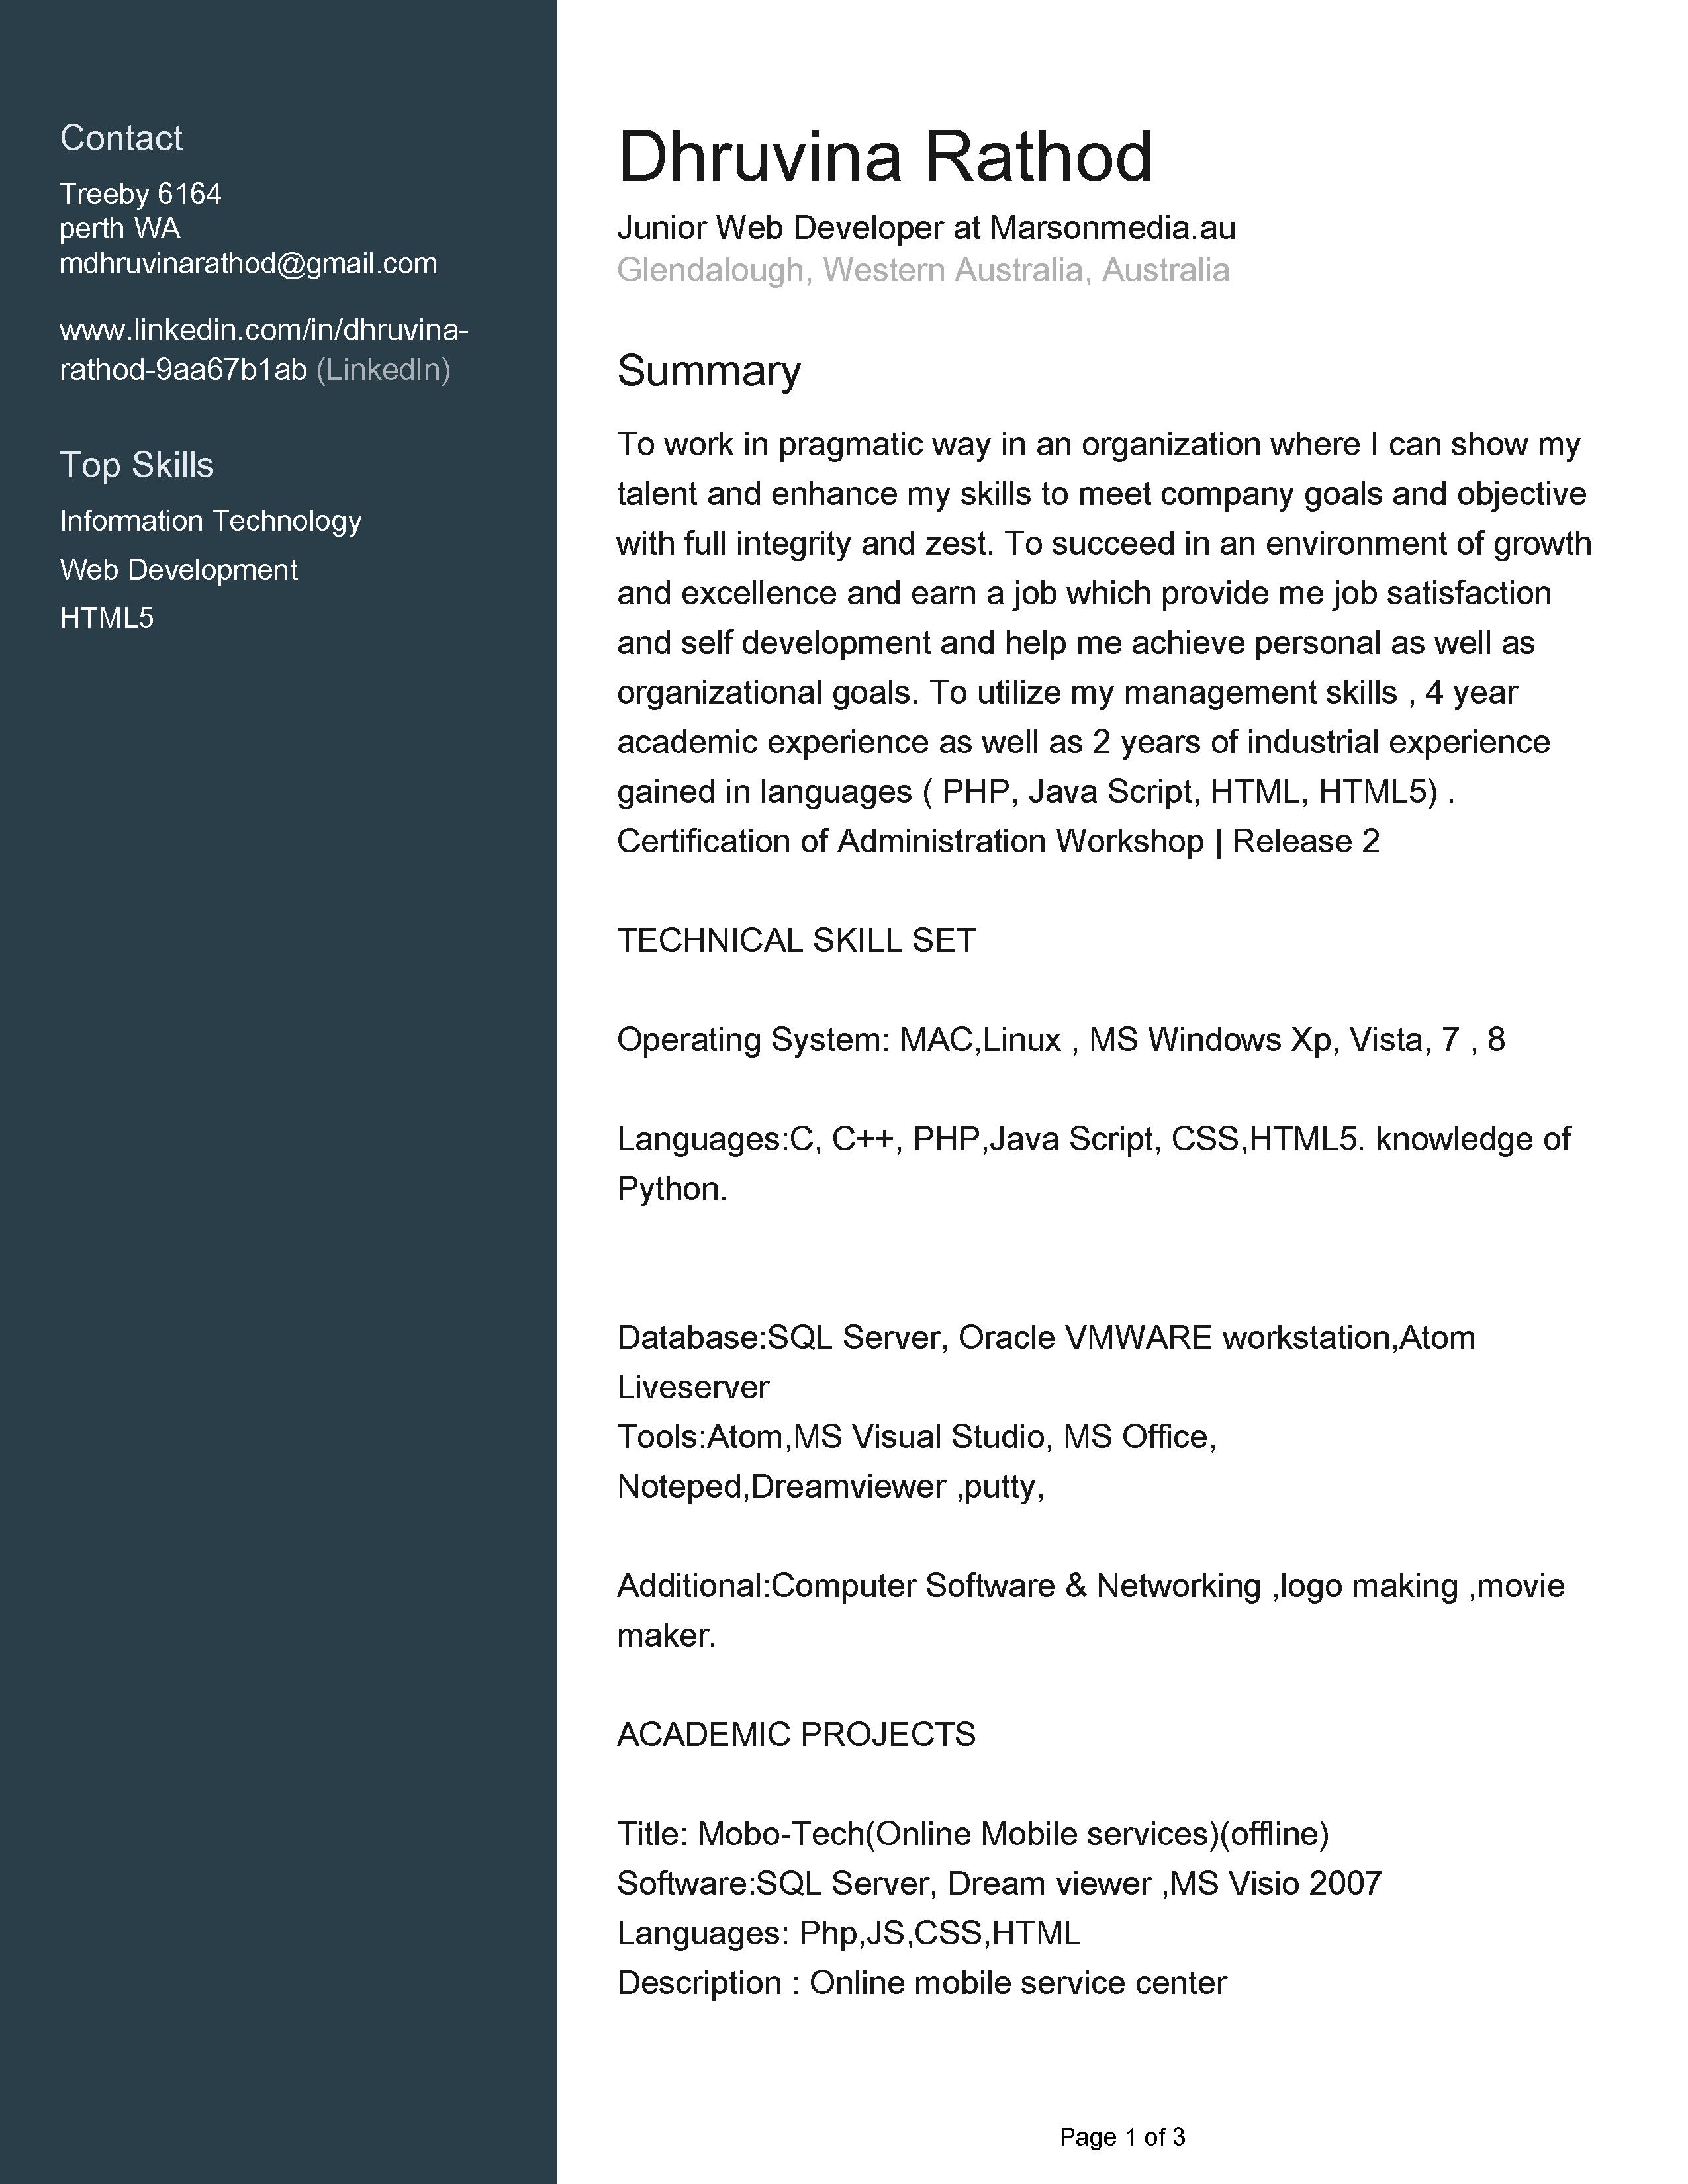 Contact
Treeby 6164
perth WA
mdhruvinarathod@gmail.com
www.linkedin.com/in/dhruvina-
rathod-9aa67b1ab (LinkedIn)
Top Skills
Information Technology
Web Development
HTML5
Dhruvina Rathod
Junior Web Developer at Marsonmedia.au
Glendalough, Western Australia, Australia
Summary
To work in pragmatic way in an organization where I can show my
talent and enhance my skills to meet company goals and objective
with full integrity and zest. To succeed in an environment of growth
and excellence and earn a job which provide me job satisfaction
and self development and help me achieve personal as well as
organizational goals. To utilize my management skills , 4 year
academic experience as well as 2 years of industrial experience
gained in languages ( PHP, Java Script, HTML, HTML5) .
Certification of Administration Workshop | Release 2
TECHNICAL SKILL SET
Operating System: MAC,Linux , MS Windows Xp, Vista, 7 , 8
Languages:C, C++, PHP,Java Script, CSS,HTML5. knowledge of
Python.
Database:SQL Server, Oracle VMWARE workstation,Atom
Liveserver
Tools:Atom,MS Visual Studio, MS Office,
Noteped,Dreamviewer ,putty,
Additional:Computer Software & Networking ,logo making ,movie
maker.
ACADEMIC PROJECTS
Title: Mobo-Tech(Online Mobile services)(offline)
Software:SQL Server, Dream viewer ,MS Visio 2007
Languages: Php,JS,CSS,HTML
Description : Online mobile service center
Page 1 of 3